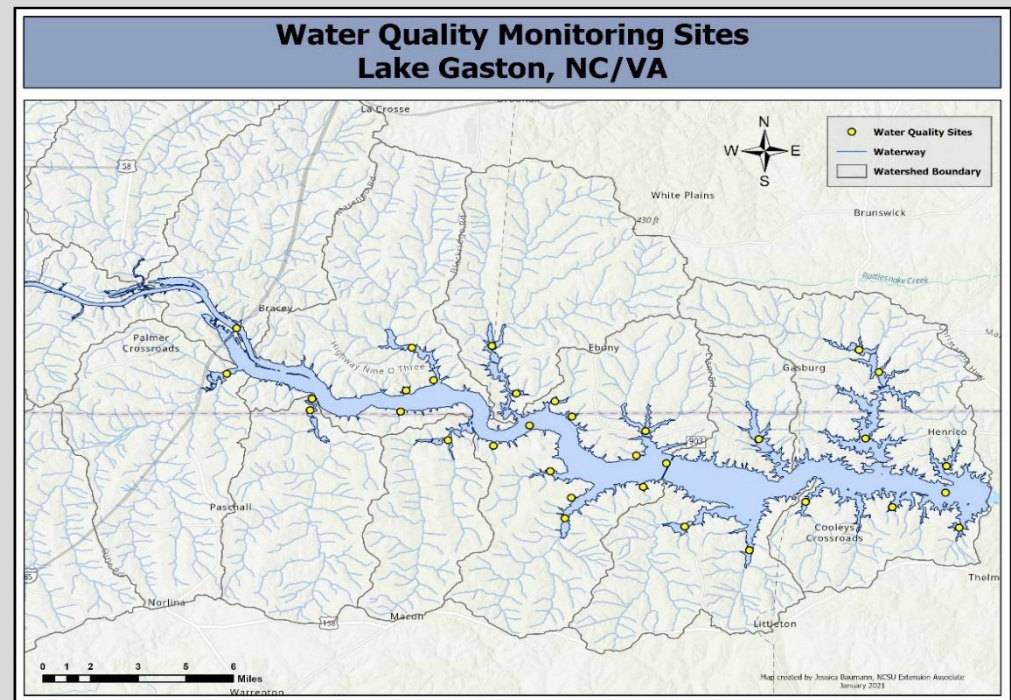 Water Quality Monitoring Sites
Lake Gaston, NC/VA
La Crosse
58
N
W
E
S
Water Quality Sites
Waterway
Watershed Boundary
White Plains
430 ft
Brunswick
Rattlesnake Creek
Bracey
Palmer
Crossroads
Highway Nine O Three
Ebony
Gasburg
903
Henrico
Paschall
Cooleys
Crossroads
85
Norlina
158
Macon
Littleton
0 1 2 3 5 6
Miles
Warrenton
Map created by Jessica Baumann, NCSU Extension Associate
January 2021